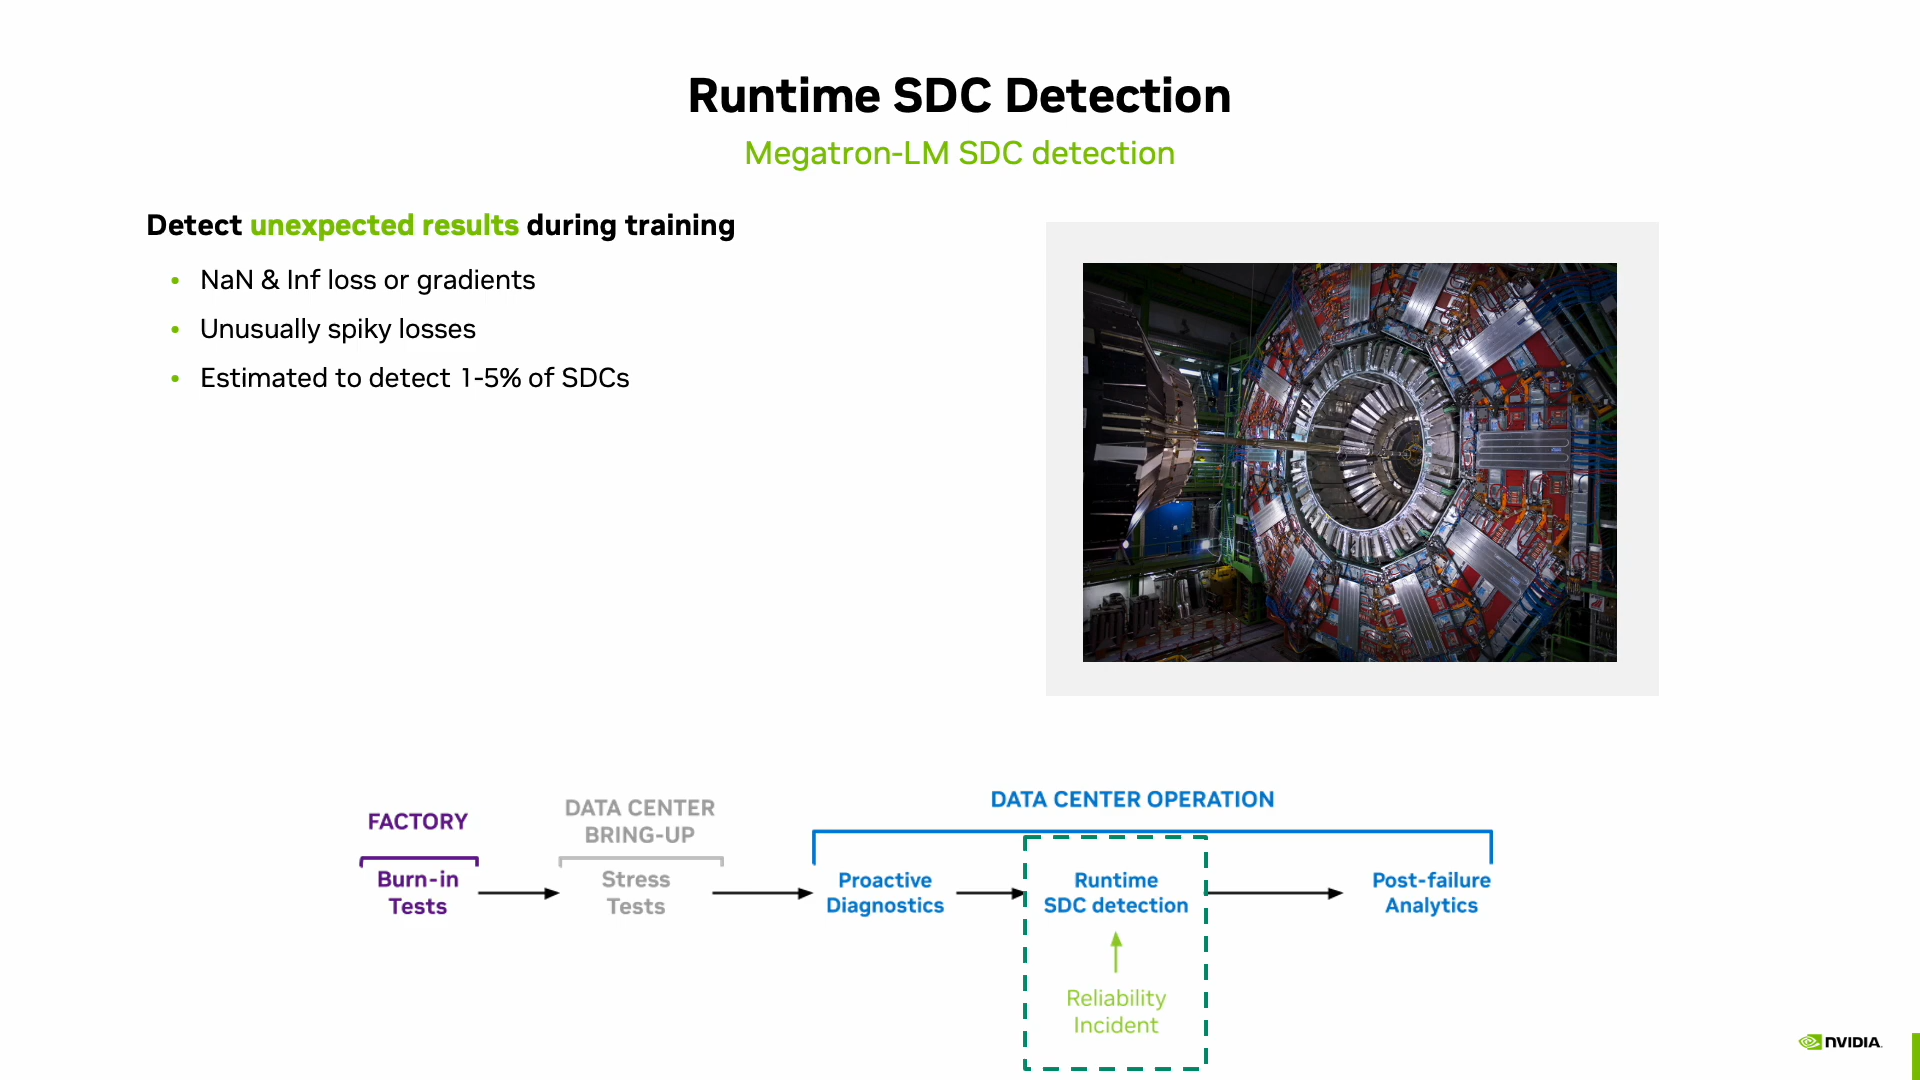 Runtime SDC Detection
Megatron-LM SDC detection
Detect unexpected results during training
• NaN & Inf loss or gradients
• Unusually spiky losses
• Estimated to detect 1-5% of SDCs
FACTORY
Burn-in
Tests
DATA CENTER
BRING-UP
Stress
Tests
DATA CENTER OPERATION
Proactive
Diagnostics
Runtime
SDC detection
Reliability
Incident
Post-failure
Analytics
NVIDIA.